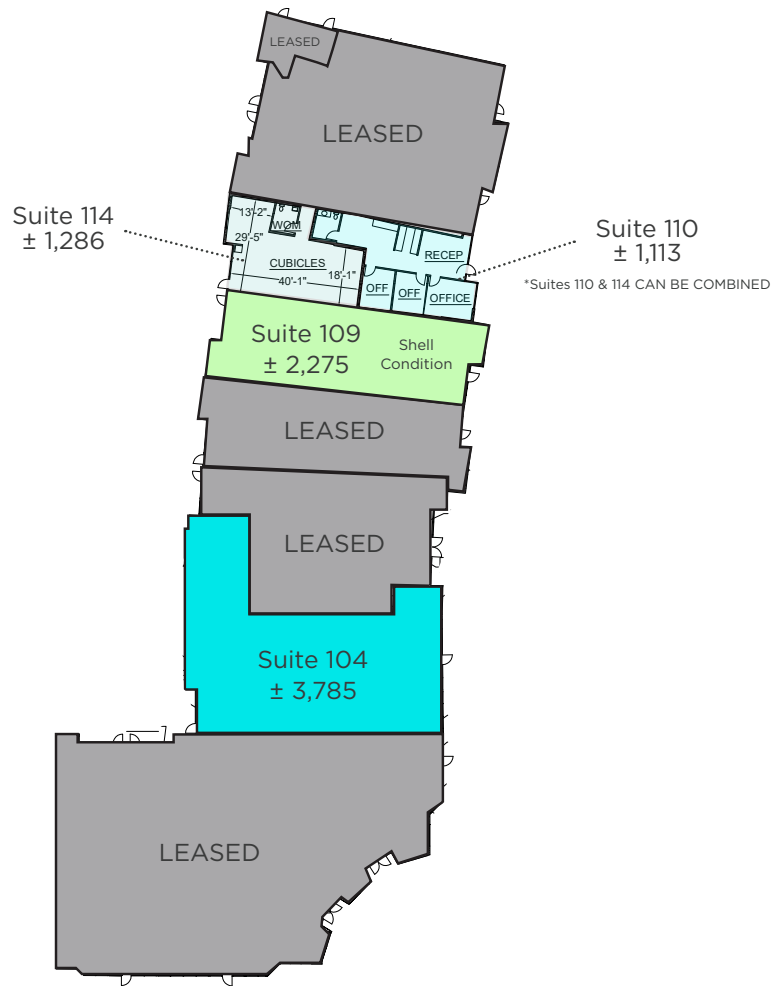 LEASED
LEASED
Suite 114
± 1,286
13'-2"
WOM
29'-5"
CUBICLES
18'-1"
40'-1"
RECEP
OFF
OFF
OFFICE
Suite 110
± 1,113
*Suites 110 & 114 CAN BE COMBINED
Suite 109
± 2,275
Shell
Condition
LEASED
LEASED
Suite 104
± 3,785
LEASED